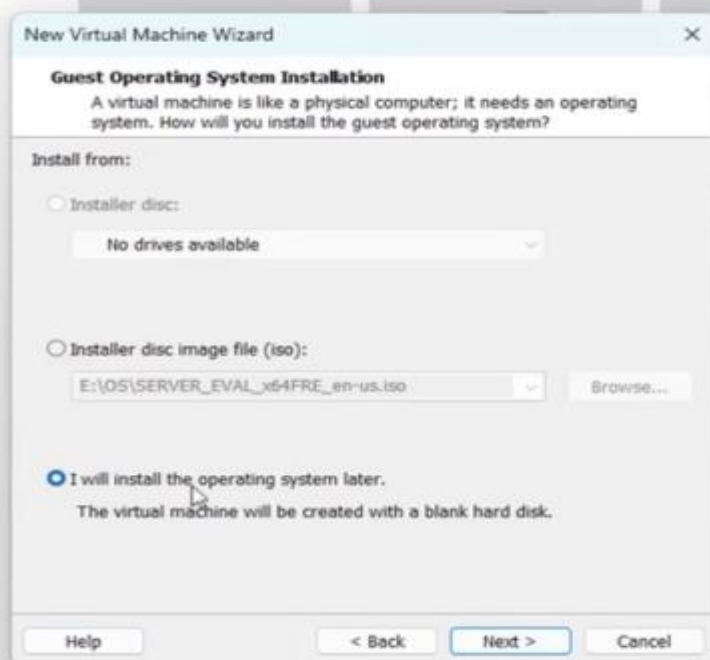 New Virtual Machine Wizard
Guest Operating System Installation
A virtual machine is like a physical computer; it needs an operating
system. How will you install the guest operating system?
Install from:
Installer disc:
No drives available
Installer disc image file (iso):
E:\OS\SERVER_EVAL_x64FRE_en-us.iso
Browse...
I will install the operating system later.
The virtual machine will be created with a blank hard disk.
Help
< Back
Next >
Cancel